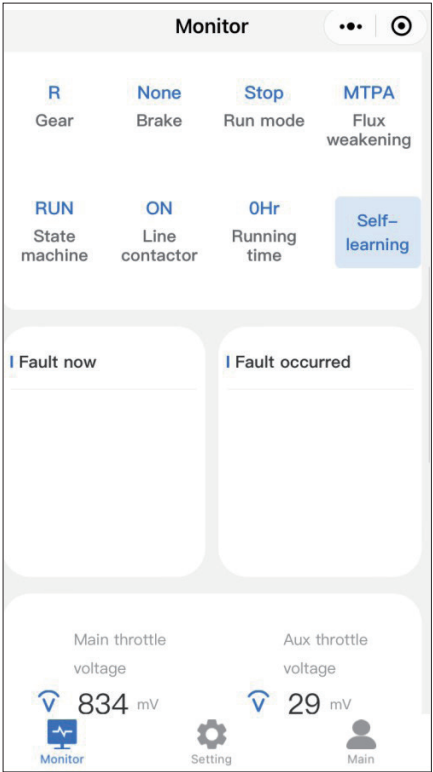 Monitor
R None Stop MTPA
Gear Brake Run mode Flux
weakening
RUN ON 0Hr Self-
learning
State Line Running
machine contactor time
Fault now Fault occurred
Main throttle Aux throttle
voltage voltage
834 mV 29 mV
Monitor Setting Main